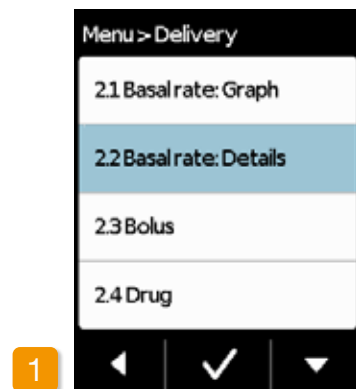 Menu > Delivery
2.1 Basal rate: Graph
2.2 Basal rate: Details
2.3 Bolus
2.4 Drug
1